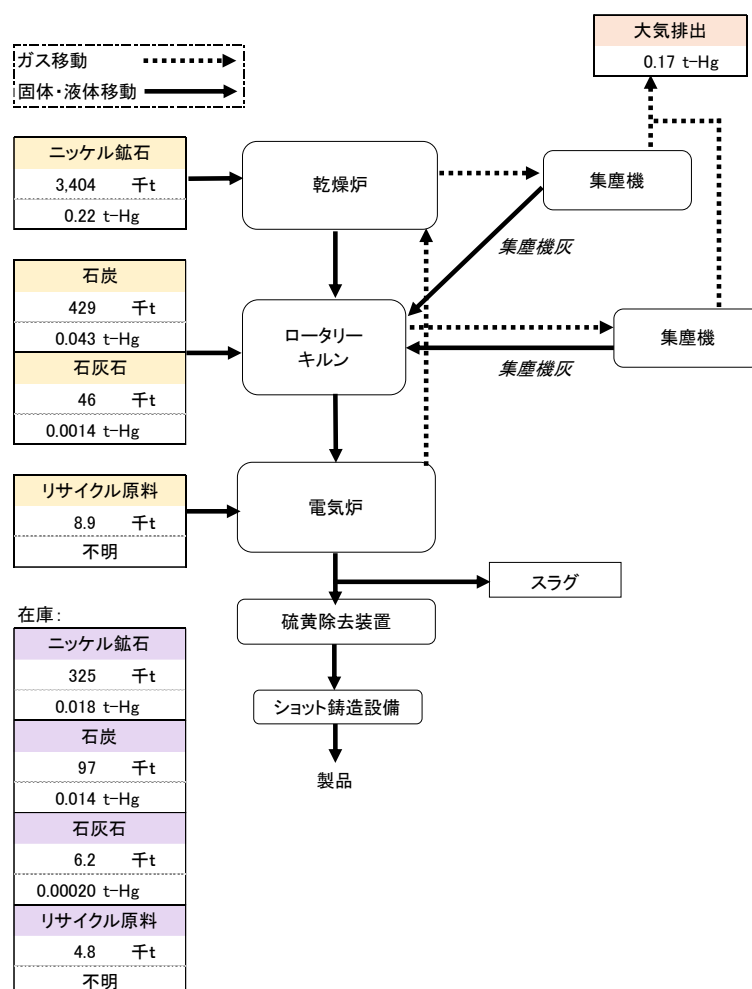 大気排出
0.17 t-Hg
ガス移動
固体・液体移動
ニッケル鉱石
3,404 千t
0.22 t-Hg
乾燥炉
集塵機
集塵機灰
石炭
429 千t
0.043 t-Hg
石灰石
46 千t
0.0014 t-Hg
ロータリー
キルン
集塵機
集塵機灰
リサイクル原料
8.9 千t
不明
電気炉
スラグ
硫黄除去装置
ショット鋳造設備
製品
在庫:
ニッケル鉱石
325 千t
0.018 t-Hg
石炭
97 千t
0.014 t-Hg
石灰石
6.2 千t
0.00020 t-Hg
リサイクル原料
4.8 千t
不明